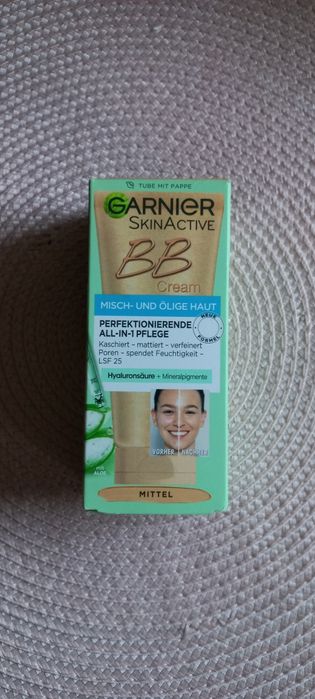 TUBE MIT PAPPE
GARNIER
SKINACTIVE
BB
Cream
MISCH- UND ÖLIGE HAUT
NEUE FORMEL
PERFEKTIONIERENDE
ALL-IN-1 PFLEGE
Kaschiert – mattiert – verfeinert
Poren – spendet Feuchtigkeit –
LSF 25
Hyaluronsäure + Mineralpigmente
VORHER NACHHER
ALOE
MITTEL